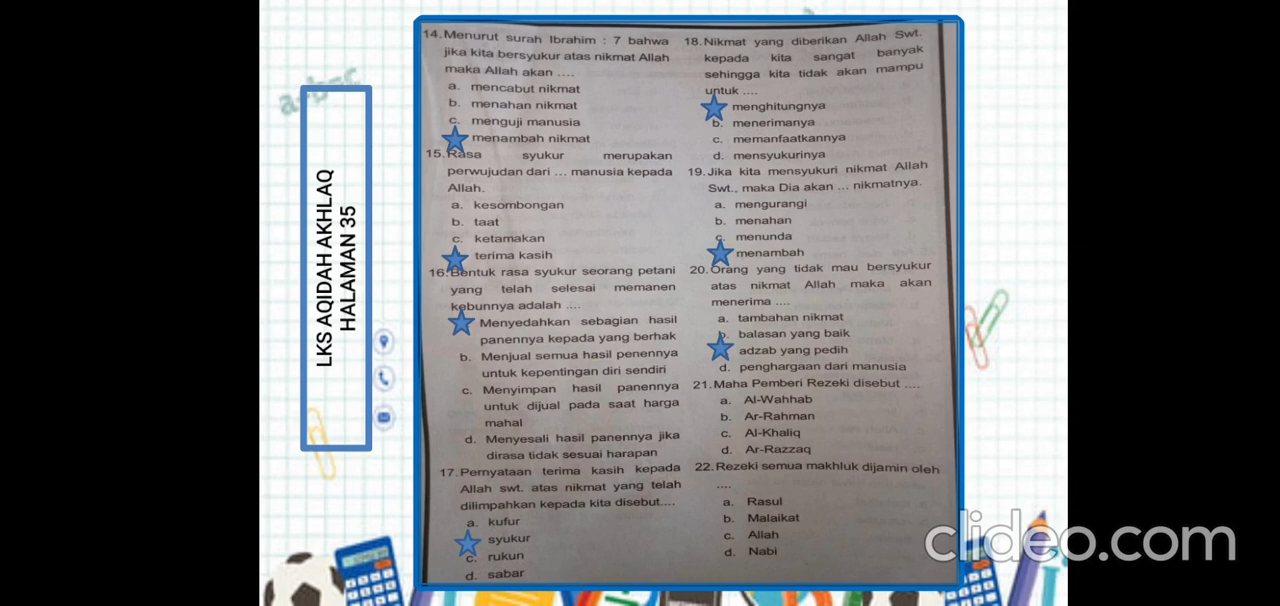 LKS AQIDAH AKHLAQ
HALAMAN 35
14. Menurut surah Ibrahim : 7 bahwa
jika kita bersyukur atas nikmat Allah
maka Allah akan ....
a. mencabut nikmat
b. menahan nikmat
c. menguji manusia
menambah nikmat
15. Rasa syukur merupakan
perwujudan dari ... manusia kepada
Allah.
a. kesombongan
b. taat
c. ketamakan
terima kasih
16. Bentuk rasa syukur seorang petani
yang telah selesai memanen
kebunnya adalah ....
Menyedahkan sebagian hasil
panennya kepada yang berhak
b. Menjual semua hasil penennya
untuk kepentingan diri sendiri
c. Menyimpan hasil panennya
untuk dijual pada saat harga
mahal
d. Menyesali hasil panennya jika
dirasa tidak sesuai harapan
17. Pernyataan terima kasih kepada
Allah swt. atas nikmat yang telah
dilimpahkan kepada kita disebut....
a. kufur
syukur
c. rukun
d. sabar
18. Nikmat yang diberikan Allah Swt.
kepada kita sangat banyak
sehingga kita tidak akan mampu
untuk ....
menghitungnya
b. menerimanya
c. memanfaatkannya
d. mensyukurinya
19. Jika kita mensyukuri nikmat Allah
Swt., maka Dia akan ... nikmatnya.
a. mengurangi
b. menahan
c. menunda
menambah
20. Orang yang tidak mau bersyukur
atas nikmat Allah maka akan
menerima ....
a. tambahan nikmat
b. balasan yang baik
adzab yang pedih
d. penghargaan dari manusia
21. Maha Pemberi Rezeki disebut ....
a. Al-Wahhab
b. Ar-Rahman
c. Al-Khaliq
d. Ar-Razzaq
22. Rezeki semua makhluk dijamin oleh
....
a. Rasul
b. Malaikat
c. Allah
d. Nabi
clideo.com